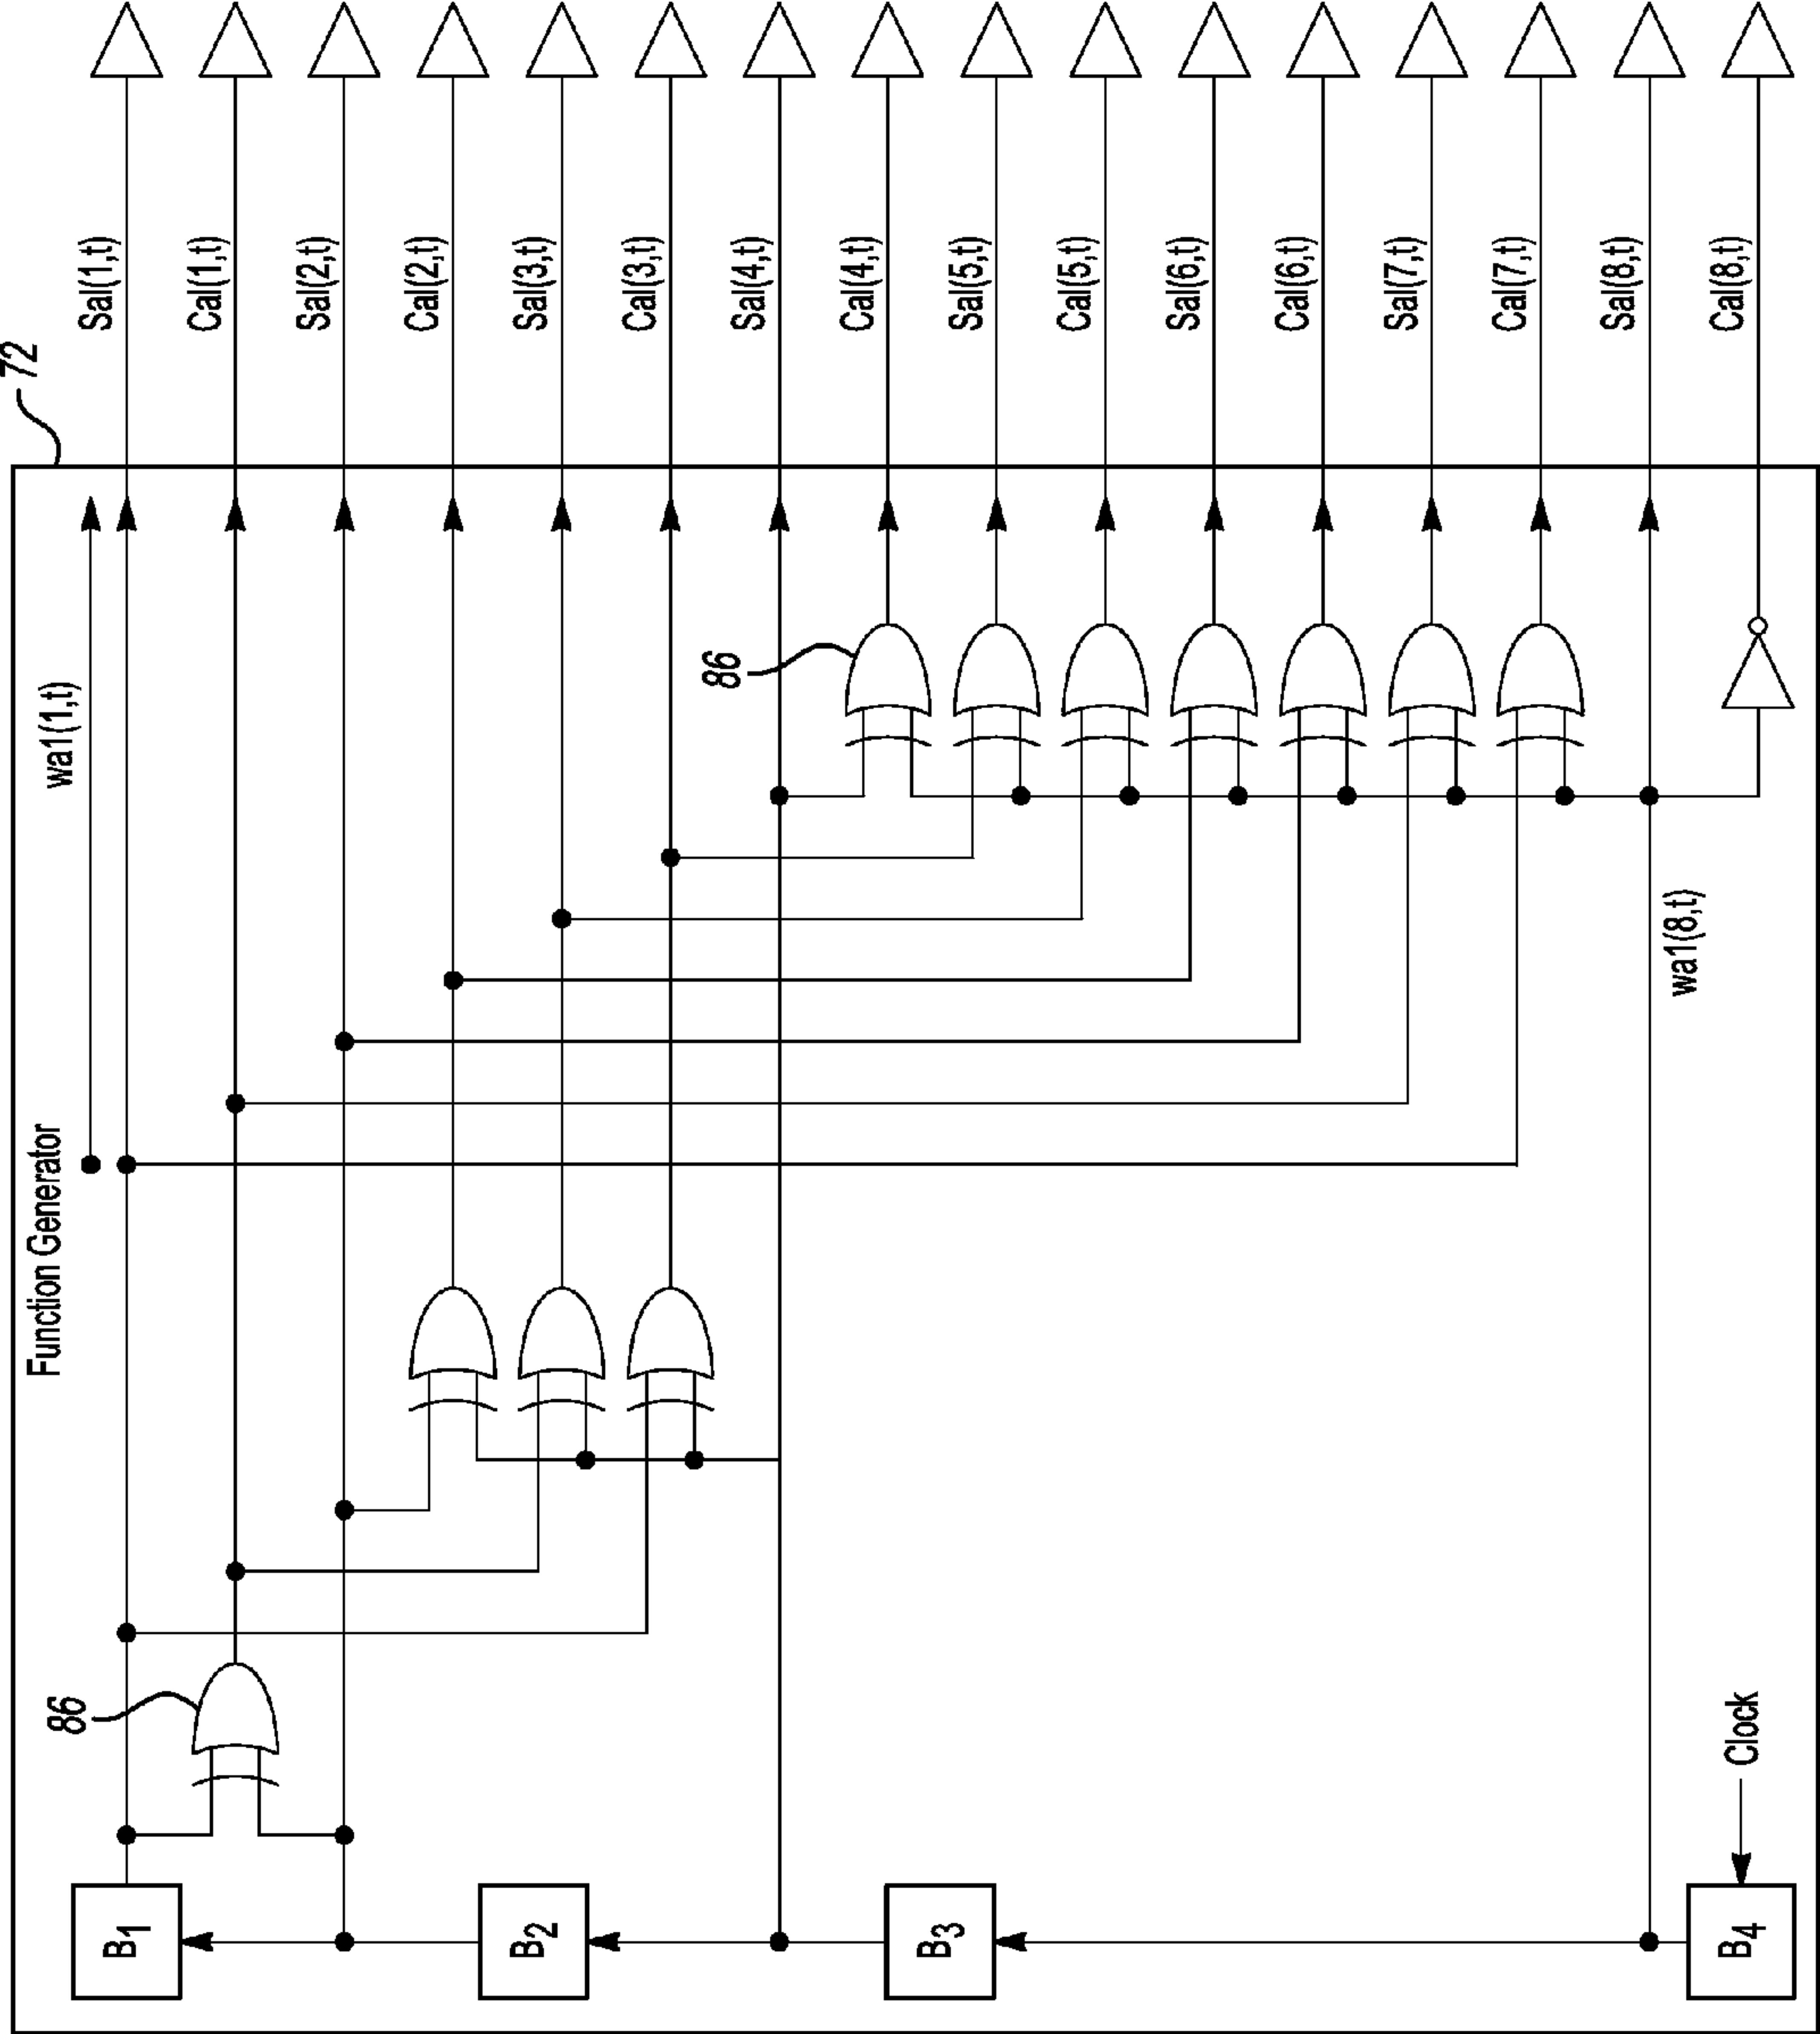 72
Function Generator
wa1(1,t)
Sal(1,t)
Cal(1,t)
Sal(2,t)
Cal(2,t)
Sal(3,t)
Cal(3,t)
Sal(4,t)
Cal(4,t)
Sal(5,t)
Cal(5,t)
Sal(6,t)
Cal(6,t)
Sal(7,t)
Cal(7,t)
Sal(8,t)
Cal(8,t)
86
86
wa1(8,t)
Clock
B1
B2
B3
B4